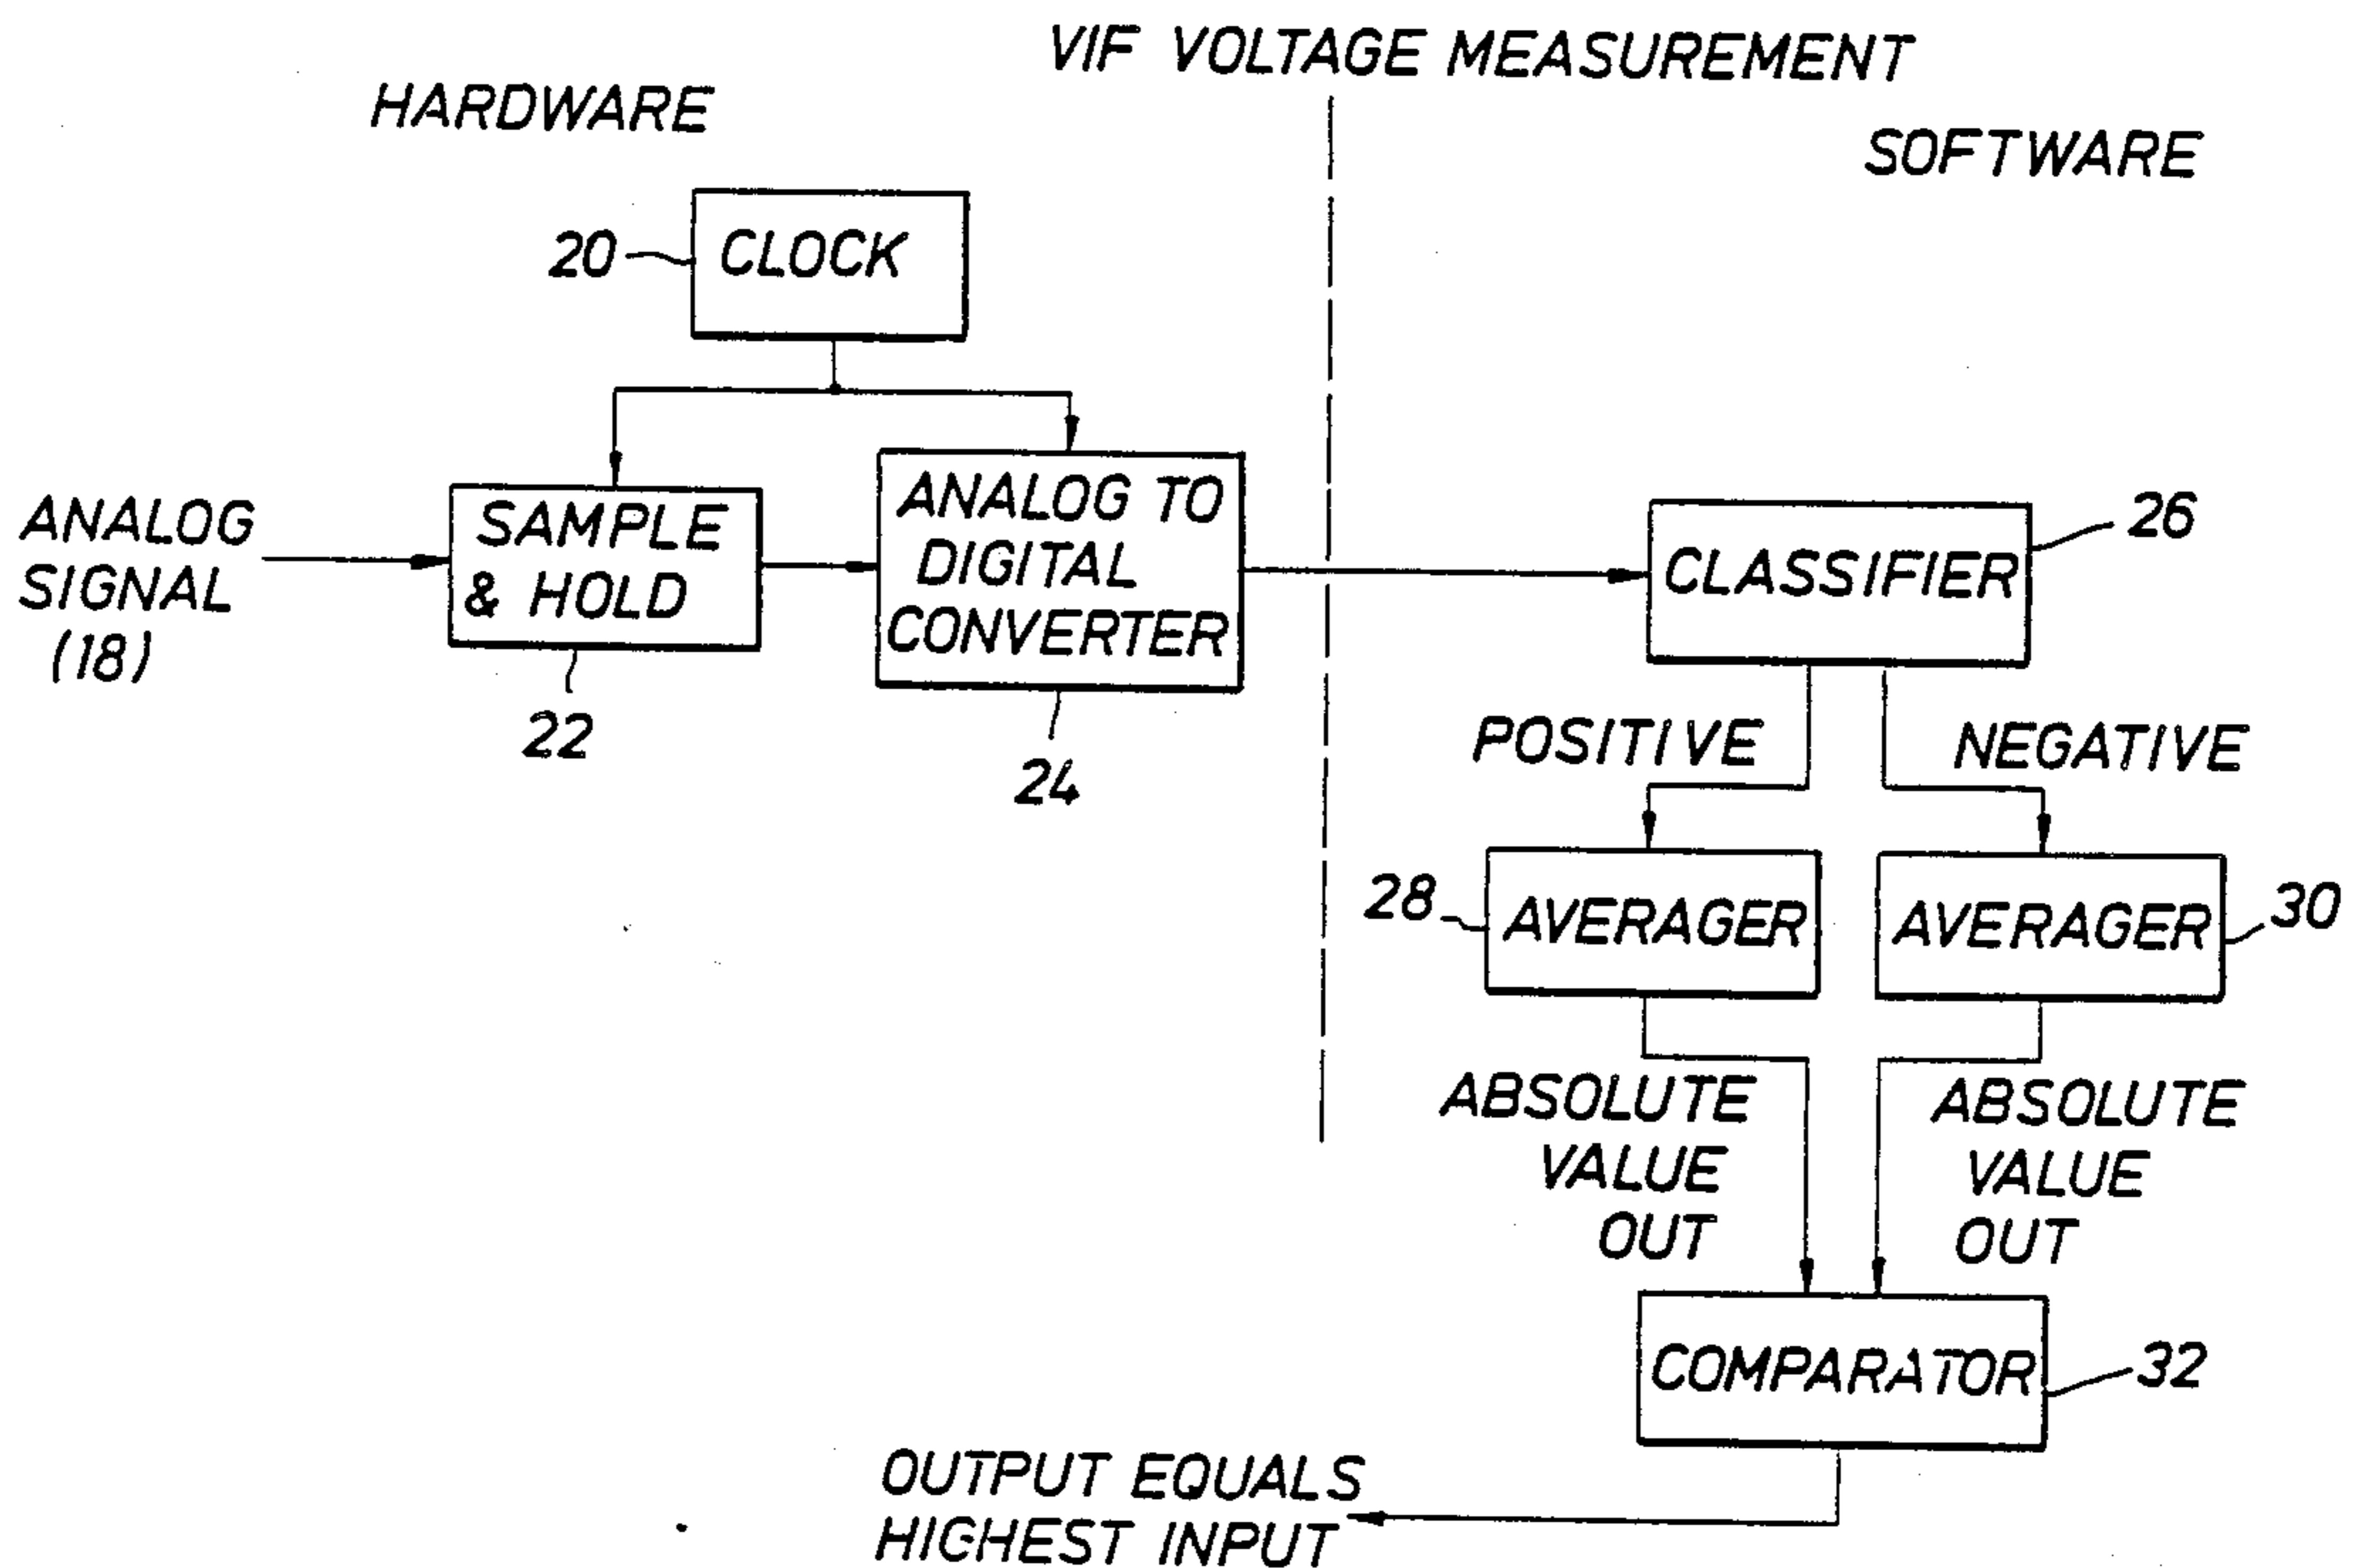 VIF VOLTAGE MEASUREMENT
HARDWARE
SOFTWARE
20
CLOCK
ANALOG
SIGNAL
(18)
SAMPLE
& HOLD
22
ANALOG TO
DIGITAL
CONVERTER
24
CLASSIFIER
26
POSITIVE
NEGATIVE
28
AVERAGER
AVERAGER
30
ABSOLUTE
VALUE
OUT
ABSOLUTE
VALUE
OUT
COMPARATOR
32
OUTPUT EQUALS
HIGHEST INPUT